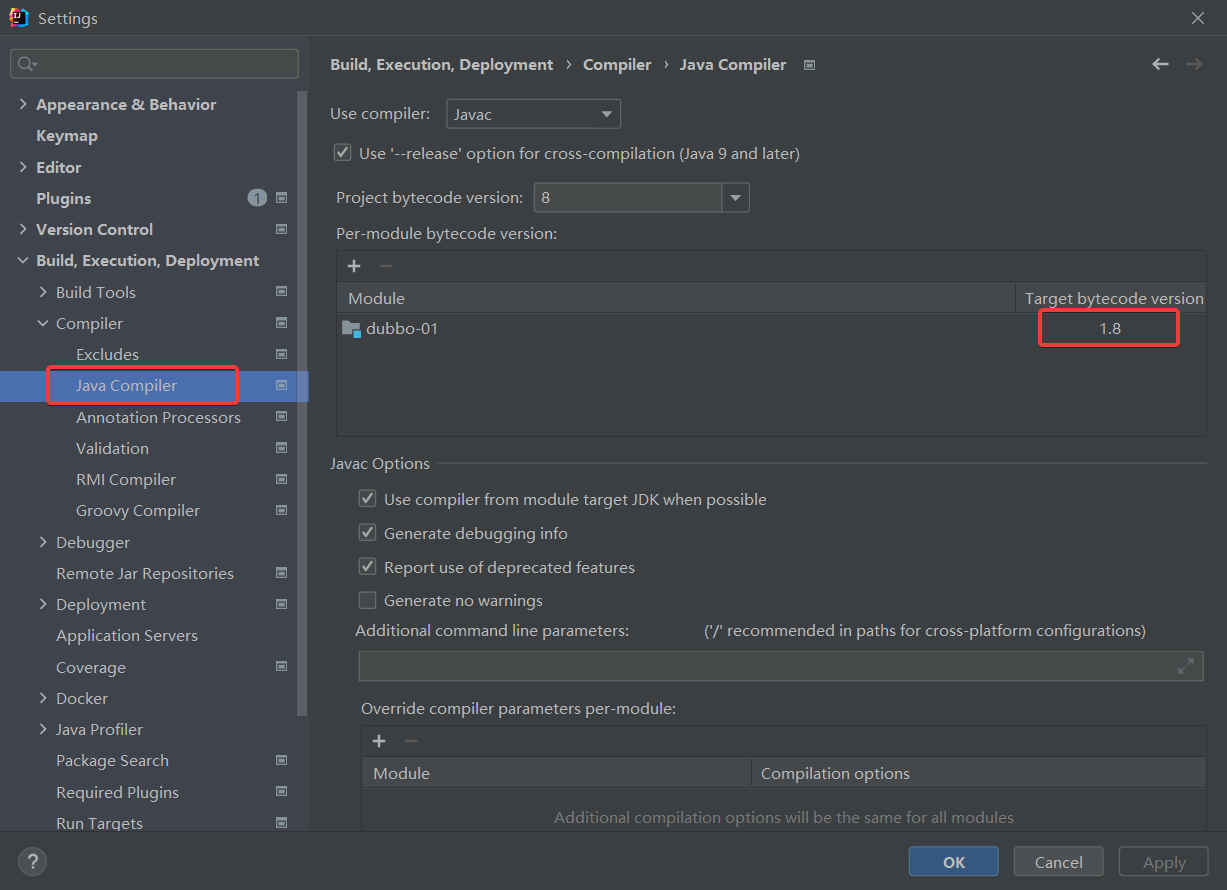 Settings
Appearance & Behavior
Keymap
Editor
Plugins 1
Version Control
Build, Execution, Deployment
Build Tools
Compiler
Excludes
Java Compiler
Annotation Processors
Validation
RMI Compiler
Groovy Compiler
Debugger
Remote Jar Repositories
Deployment
Application Servers
Coverage
Docker
Java Profiler
Package Search
Required Plugins
Run Targets
Build, Execution, Deployment › Compiler › Java Compiler
Use compiler: Javac
Use '--release' option for cross-compilation (Java 9 and later)
Project bytecode version: 8
Per-module bytecode version:
+ −
Module Target bytecode version
dubbo-01 1.8
Javac Options
Use compiler from module target JDK when possible
Generate debugging info
Report use of deprecated features
Generate no warnings
Additional command line parameters: ('/' recommended in paths for cross-platform configurations)
Override compiler parameters per-module:
+ −
Module Compilation options
Additional compilation options will be the same for all modules
? OK Cancel Apply